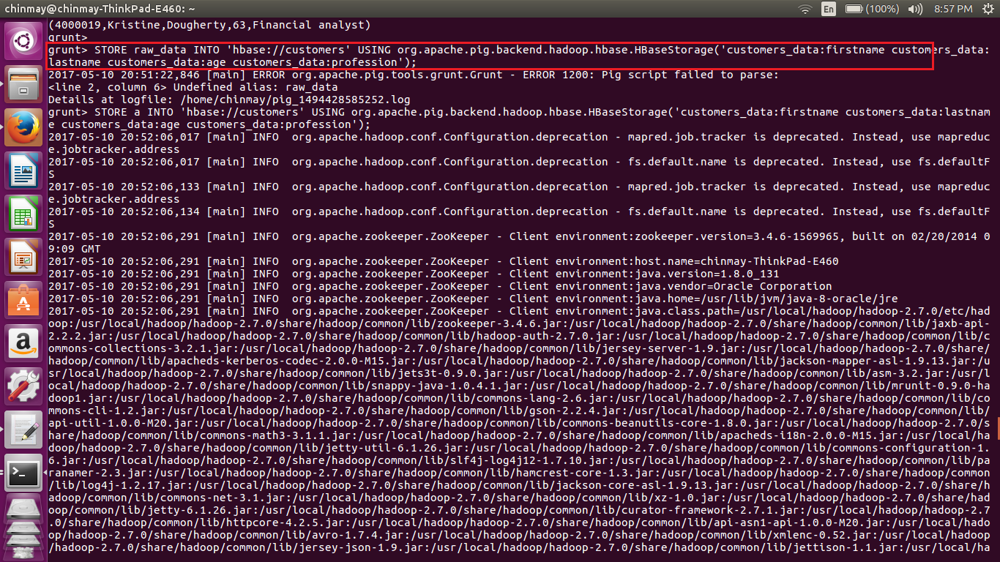 chinmay@chinmay-ThinkPad-E460: ~
En
(100%)
8:57 PM
(4000019,Kristine,Dougherty,63,Financial analyst)
grunt>
grunt> STORE raw_data INTO 'hbase://customers' USING org.apache.pig.backend.hadoop.hbase.HBaseStorage('customers_data:firstname customers_data:
lastname customers_data:age customers_data:profession');
2017-05-10 20:51:22,846 [main] ERROR org.apache.pig.tools.grunt.Grunt - ERROR 1200: Pig script failed to parse:
<line 2, column 6> Undefined alias: raw_data
Details at logfile: /home/chinmay/pig_1494428585252.log
grunt> STORE a INTO 'hbase://customers' USING org.apache.pig.backend.hadoop.hbase.HBaseStorage('customers_data:firstname customers_data:lastnam
e customers_data:age customers_data:profession');
2017-05-10 20:52:06,017 [main] INFO  org.apache.hadoop.conf.Configuration.deprecation - mapred.job.tracker is deprecated. Instead, use mapreduc
e.jobtracker.address
2017-05-10 20:52:06,017 [main] INFO  org.apache.hadoop.conf.Configuration.deprecation - fs.default.name is deprecated. Instead, use fs.defaultF
S
2017-05-10 20:52:06,133 [main] INFO  org.apache.hadoop.conf.Configuration.deprecation - mapred.job.tracker is deprecated. Instead, use mapreduc
e.jobtracker.address
2017-05-10 20:52:06,134 [main] INFO  org.apache.hadoop.conf.Configuration.deprecation - fs.default.name is deprecated. Instead, use fs.defaultF
S
2017-05-10 20:52:06,291 [main] INFO  org.apache.zookeeper.ZooKeeper - Client environment:zookeeper.version=3.4.6-1569965, built on 02/20/2014 0
9:09 GMT
2017-05-10 20:52:06,291 [main] INFO  org.apache.zookeeper.ZooKeeper - Client environment:host.name=chinmay-ThinkPad-E460
2017-05-10 20:52:06,291 [main] INFO  org.apache.zookeeper.ZooKeeper - Client environment:java.version=1.8.0_131
2017-05-10 20:52:06,291 [main] INFO  org.apache.zookeeper.ZooKeeper - Client environment:java.vendor=Oracle Corporation
2017-05-10 20:52:06,291 [main] INFO  org.apache.zookeeper.ZooKeeper - Client environment:java.home=/usr/lib/jvm/java-8-oracle/jre
2017-05-10 20:52:06,291 [main] INFO  org.apache.zookeeper.ZooKeeper - Client environment:java.class.path=/usr/local/hadoop/hadoop-2.7.0/etc/had
oop:/usr/local/hadoop/hadoop-2.7.0/share/hadoop/common/lib/zookeeper-3.4.6.jar:/usr/local/hadoop/hadoop-2.7.0/share/hadoop/common/lib/jaxb-api-
2.2.2.jar:/usr/local/hadoop/hadoop-2.7.0/share/hadoop/common/lib/hadoop-auth-2.7.0.jar:/usr/local/hadoop/hadoop-2.7.0/share/hadoop/common/lib/c
ommons-collections-3.2.1.jar:/usr/local/hadoop/hadoop-2.7.0/share/hadoop/common/lib/jersey-server-1.9.jar:/usr/local/hadoop/hadoop-2.7.0/share/
hadoop/common/lib/apacheds-kerberos-codec-2.0.0-M15.jar:/usr/local/hadoop/hadoop-2.7.0/share/hadoop/common/lib/jackson-mapper-asl-1.9.13.jar:/u
sr/local/hadoop/hadoop-2.7.0/share/hadoop/common/lib/jets3t-0.9.0.jar:/usr/local/hadoop/hadoop-2.7.0/share/hadoop/common/lib/asm-3.2.jar:/usr/l
ocal/hadoop/hadoop-2.7.0/share/hadoop/common/lib/snappy-java-1.0.4.1.jar:/usr/local/hadoop/hadoop-2.7.0/share/hadoop/common/lib/mrunit-0.9.0-ha
doop1.jar:/usr/local/hadoop/hadoop-2.7.0/share/hadoop/common/lib/commons-lang-2.6.jar:/usr/local/hadoop/hadoop-2.7.0/share/hadoop/common/lib/co
mmons-cli-1.2.jar:/usr/local/hadoop/hadoop-2.7.0/share/hadoop/common/lib/gson-2.2.4.jar:/usr/local/hadoop/hadoop-2.7.0/share/hadoop/common/lib/
api-util-1.0.0-M20.jar:/usr/local/hadoop/hadoop-2.7.0/share/hadoop/common/lib/commons-beanutils-core-1.8.0.jar:/usr/local/hadoop/hadoop-2.7.0/s
hare/hadoop/common/lib/commons-math3-3.1.1.jar:/usr/local/hadoop/hadoop-2.7.0/share/hadoop/common/lib/apacheds-i18n-2.0.0-M15.jar:/usr/local/ha
doop/hadoop-2.7.0/share/hadoop/common/lib/jetty-util-6.1.26.jar:/usr/local/hadoop/hadoop-2.7.0/share/hadoop/common/lib/commons-configuration-1.
6.jar:/usr/local/hadoop/hadoop-2.7.0/share/hadoop/common/lib/slf4j-log4j12-1.7.10.jar:/usr/local/hadoop/hadoop-2.7.0/share/hadoop/common/lib/pa
ranamer-2.3.jar:/usr/local/hadoop/hadoop-2.7.0/share/hadoop/common/lib/hamcrest-core-1.3.jar:/usr/local/hadoop/hadoop-2.7.0/share/hadoop/common
/lib/log4j-1.2.17.jar:/usr/local/hadoop/hadoop-2.7.0/share/hadoop/common/lib/jackson-core-asl-1.9.13.jar:/usr/local/hadoop/hadoop-2.7.0/share/h
adoop/common/lib/commons-net-3.1.jar:/usr/local/hadoop/hadoop-2.7.0/share/hadoop/common/lib/xz-1.0.jar:/usr/local/hadoop/hadoop-2.7.0/share/had
oop/common/lib/jetty-6.1.26.jar:/usr/local/hadoop/hadoop-2.7.0/share/hadoop/common/lib/curator-framework-2.7.1.jar:/usr/local/hadoop/hadoop-2.7
.0/share/hadoop/common/lib/httpcore-4.2.5.jar:/usr/local/hadoop/hadoop-2.7.0/share/hadoop/common/lib/api-asn1-api-1.0.0-M20.jar:/usr/local/hado
op/hadoop-2.7.0/share/hadoop/common/lib/avro-1.7.4.jar:/usr/local/hadoop/hadoop-2.7.0/share/hadoop/common/lib/xmlenc-0.52.jar:/usr/local/hadoop
/hadoop-2.7.0/share/hadoop/common/lib/jersey-json-1.9.jar:/usr/local/hadoop/hadoop-2.7.0/share/hadoop/common/lib/jettison-1.1.jar:/usr/local/ha